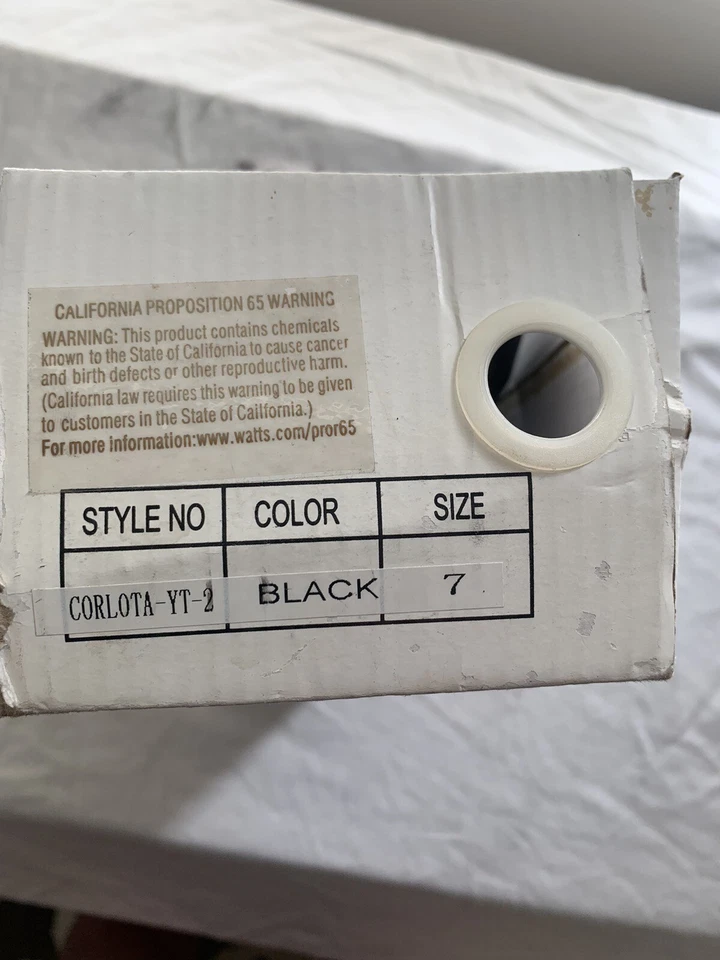 CALIFORNIA PROPOSITION 65 WARNING
WARNING: This product contains chemicals
known to the State of California to cause cancer
and birth defects or other reproductive harm.
(California law requires this warning to be given
to customers in the State of California.)
For more information:www.watts.com/pror65
STYLE NO COLOR SIZE
CORLOTA-YT-2 BLACK 7